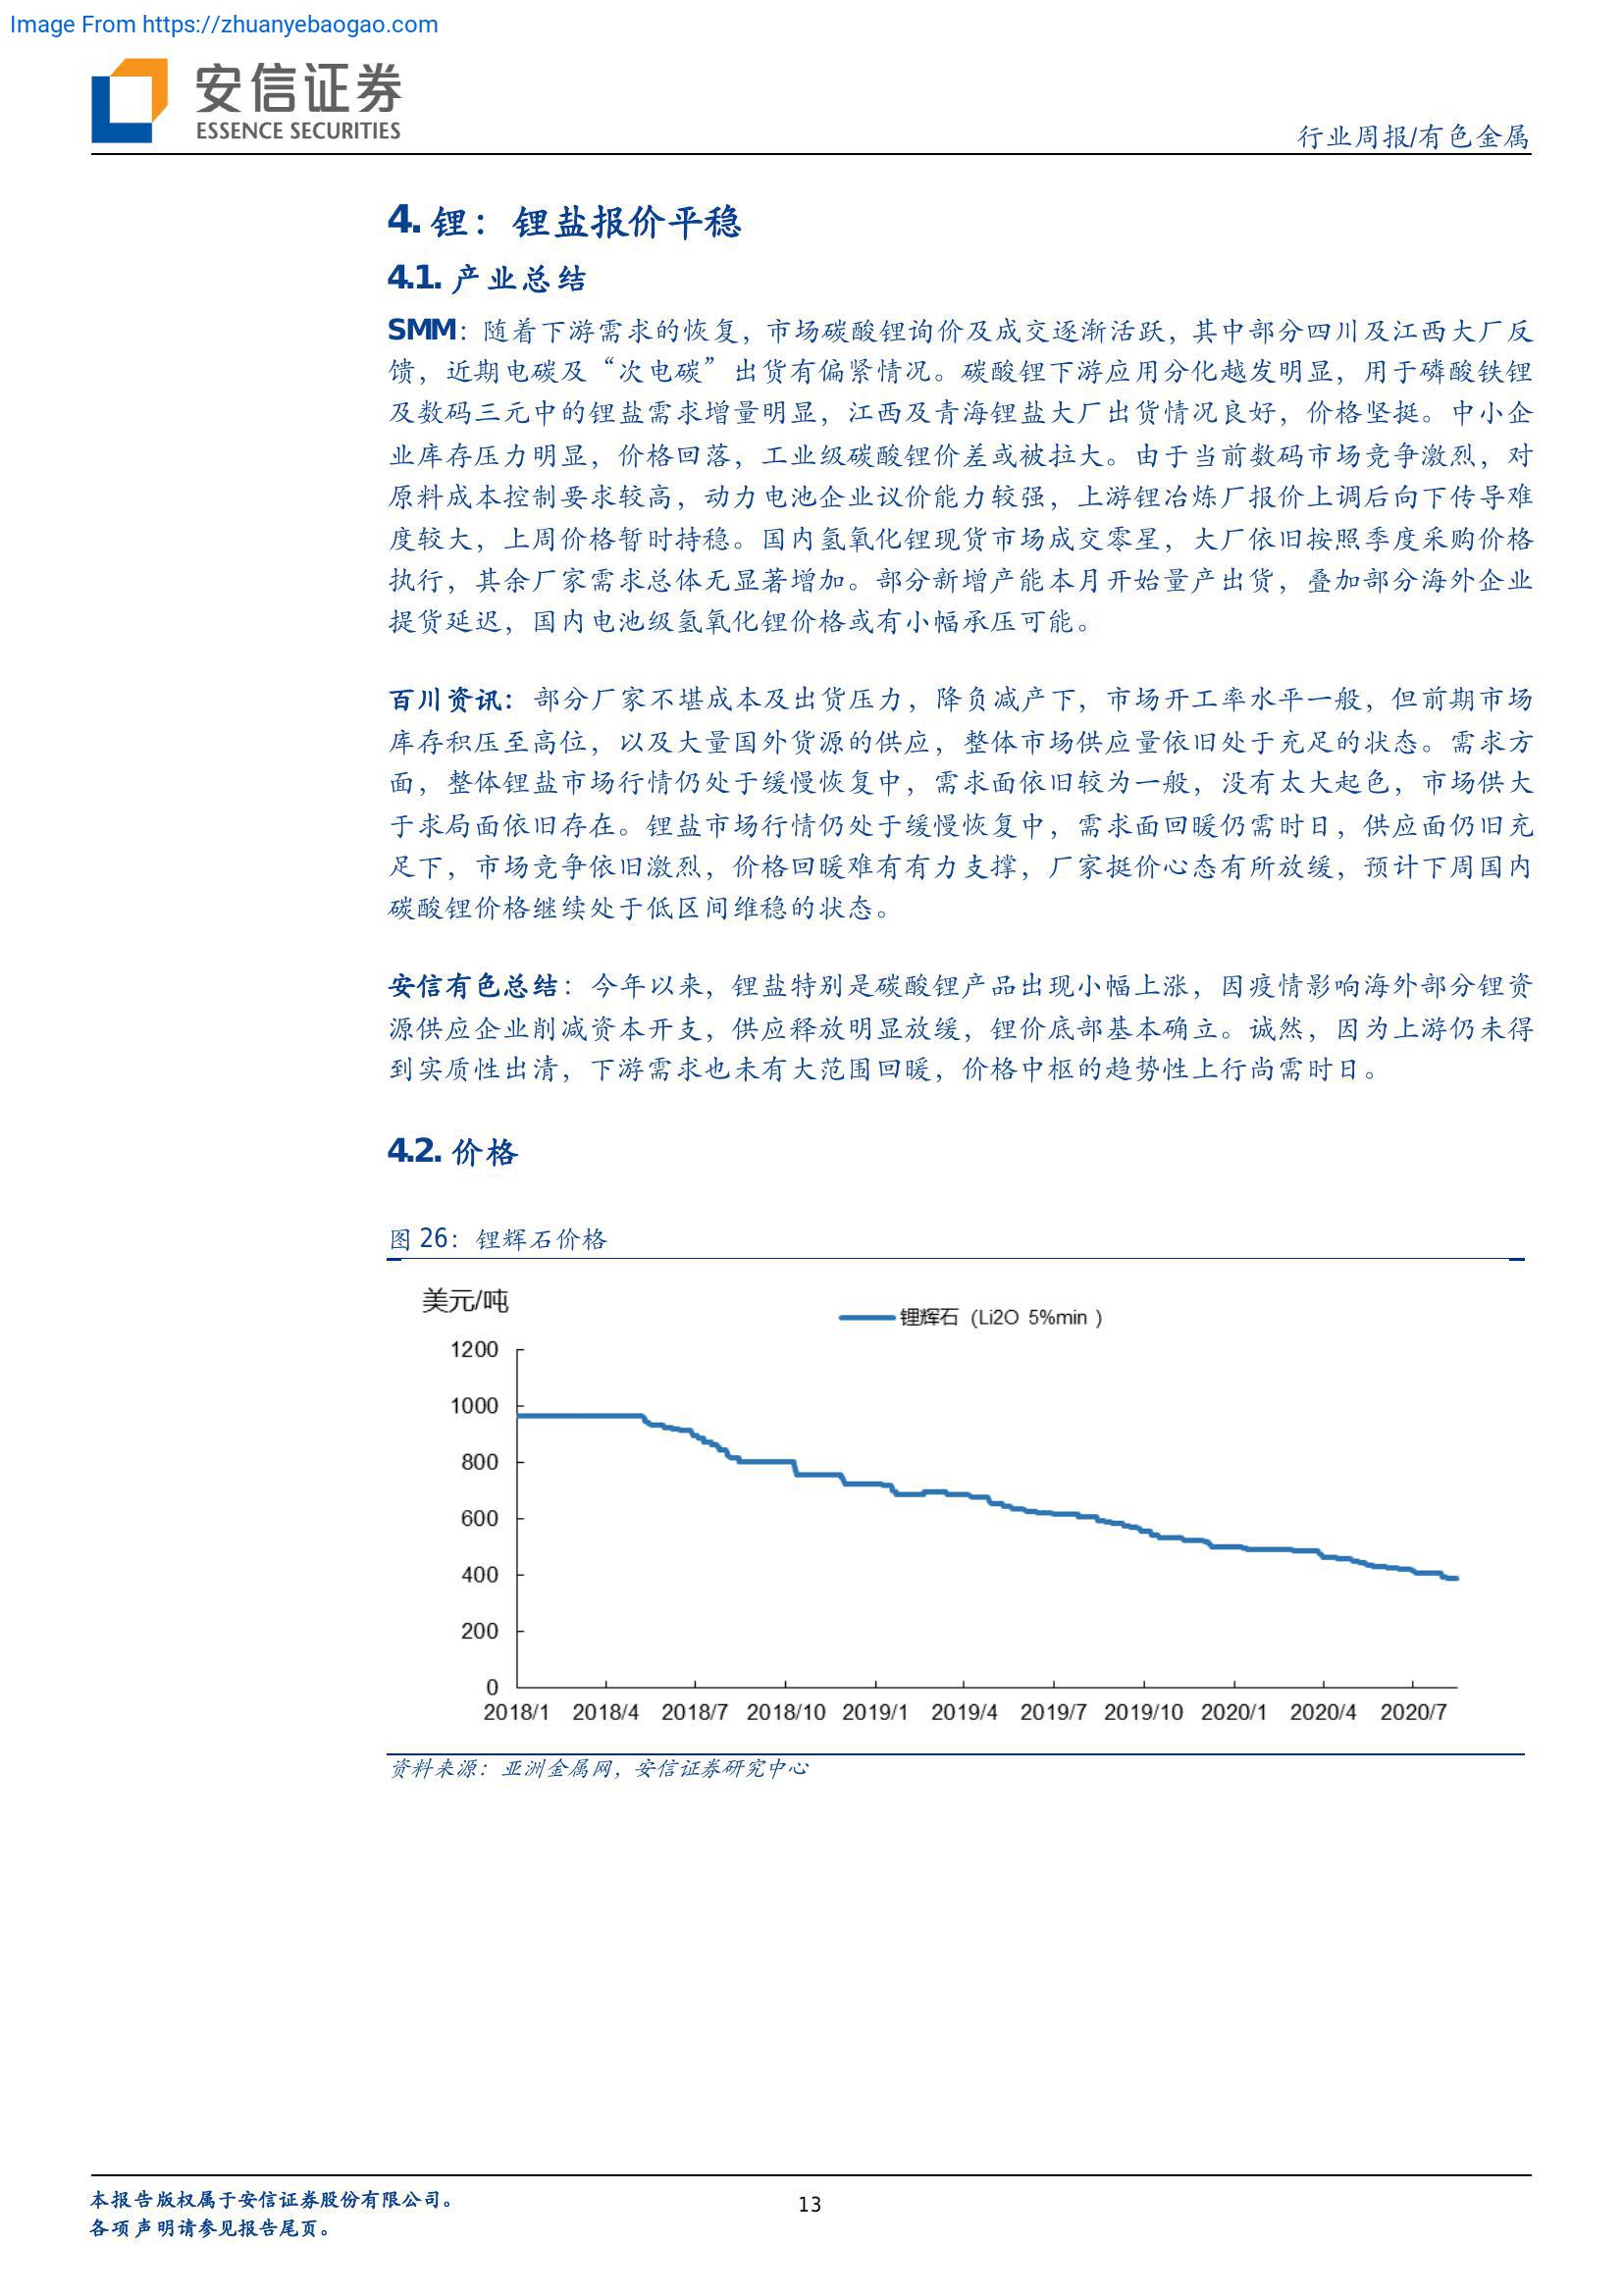 Image From https://zhuanyebaogao.com
安信证券
ESSENCE SECURITIES
行业周报/有色金属
4. 锂：锂盐报价平稳
4.1. 产业总结
SMM：随着下游需求的恢复，市场碳酸锂询价及成交逐渐活跃，其中部分四川及江西大厂反
馈，近期电碳及“次电碳”出货有偏紧情况。碳酸锂下游应用分化越发明显，用于磷酸铁锂
及数码三元中的锂盐需求增量明显，江西及青海锂盐大厂出货情况良好，价格坚挺。中小企
业库存压力明显，价格回落，工业级碳酸锂价差或被拉大。由于当前数码市场竞争激烈，对
原料成本控制要求较高，动力电池企业议价能力较强，上游锂冶炼厂报价上调后向下传导难
度较大，上周价格暂时持稳。国内氢氧化锂现货市场成交零星，大厂依旧按照季度采购价格
执行，其余厂家需求总体无显著增加。部分新增产能本月开始量产出货，叠加部分海外企业
提货延迟，国内电池级氢氧化锂价格或有小幅承压可能。
百川资讯：部分厂家不堪成本及出货压力，降负减产下，市场开工率水平一般，但前期市场
库存积压至高位，以及大量国外货源的供应，整体市场供应量依旧处于充足的状态。需求方
面，整体锂盐市场行情仍处于缓慢恢复中，需求面依旧较为一般，没有太大起色，市场供大
于求局面依旧存在。锂盐市场行情仍处于缓慢恢复中，需求面回暖仍需时日，供应面仍旧充
足下，市场竞争依旧激烈，价格回暖难有有力支撑，厂家挺价心态有所放缓，预计下周国内
碳酸锂价格继续处于低区间维稳的状态。
安信有色总结：今年以来，锂盐特别是碳酸锂产品出现小幅上涨，因疫情影响海外部分锂资
源供应企业削减资本开支，供应释放明显放缓，锂价底部基本确立。诚然，因为上游仍未得
到实质性出清，下游需求也未有大范围回暖，价格中枢的趋势性上行尚需时日。
4.2. 价格
图 26：锂辉石价格
美元/吨
锂辉石（Li2O 5%min ）
1200
1000
800
600
400
200
0
2018/1 2018/4 2018/7 2018/10 2019/1 2019/4 2019/7 2019/10 2020/1 2020/4 2020/7
资料来源：亚洲金属网，安信证券研究中心
本报告版权属于安信证券股份有限公司。
13
各项声明请参见报告尾页。